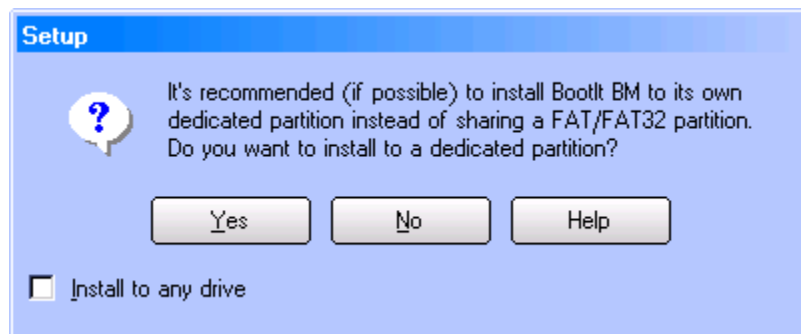 Setup
It's recommended (if possible) to install BootIt BM to its own
dedicated partition instead of sharing a FAT/FAT32 partition.
Do you want to install to a dedicated partition?
Yes
No
Help
Install to any drive